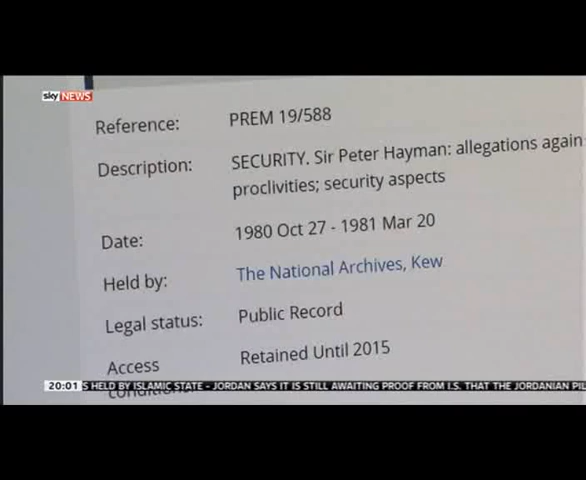 sky NEWS
Reference: PREM 19/588
Description: SECURITY. Sir Peter Hayman: allegations again
proclivities; security aspects
Date: 1980 Oct 27 - 1981 Mar 20
Held by: The National Archives, Kew
Legal status: Public Record
Access Retained Until 2015
conditions
20:01 S HELD BY ISLAMIC STATE - JORDAN SAYS IT IS STILL AWAITING PROOF FROM I.S. THAT THE JORDANIAN PIL